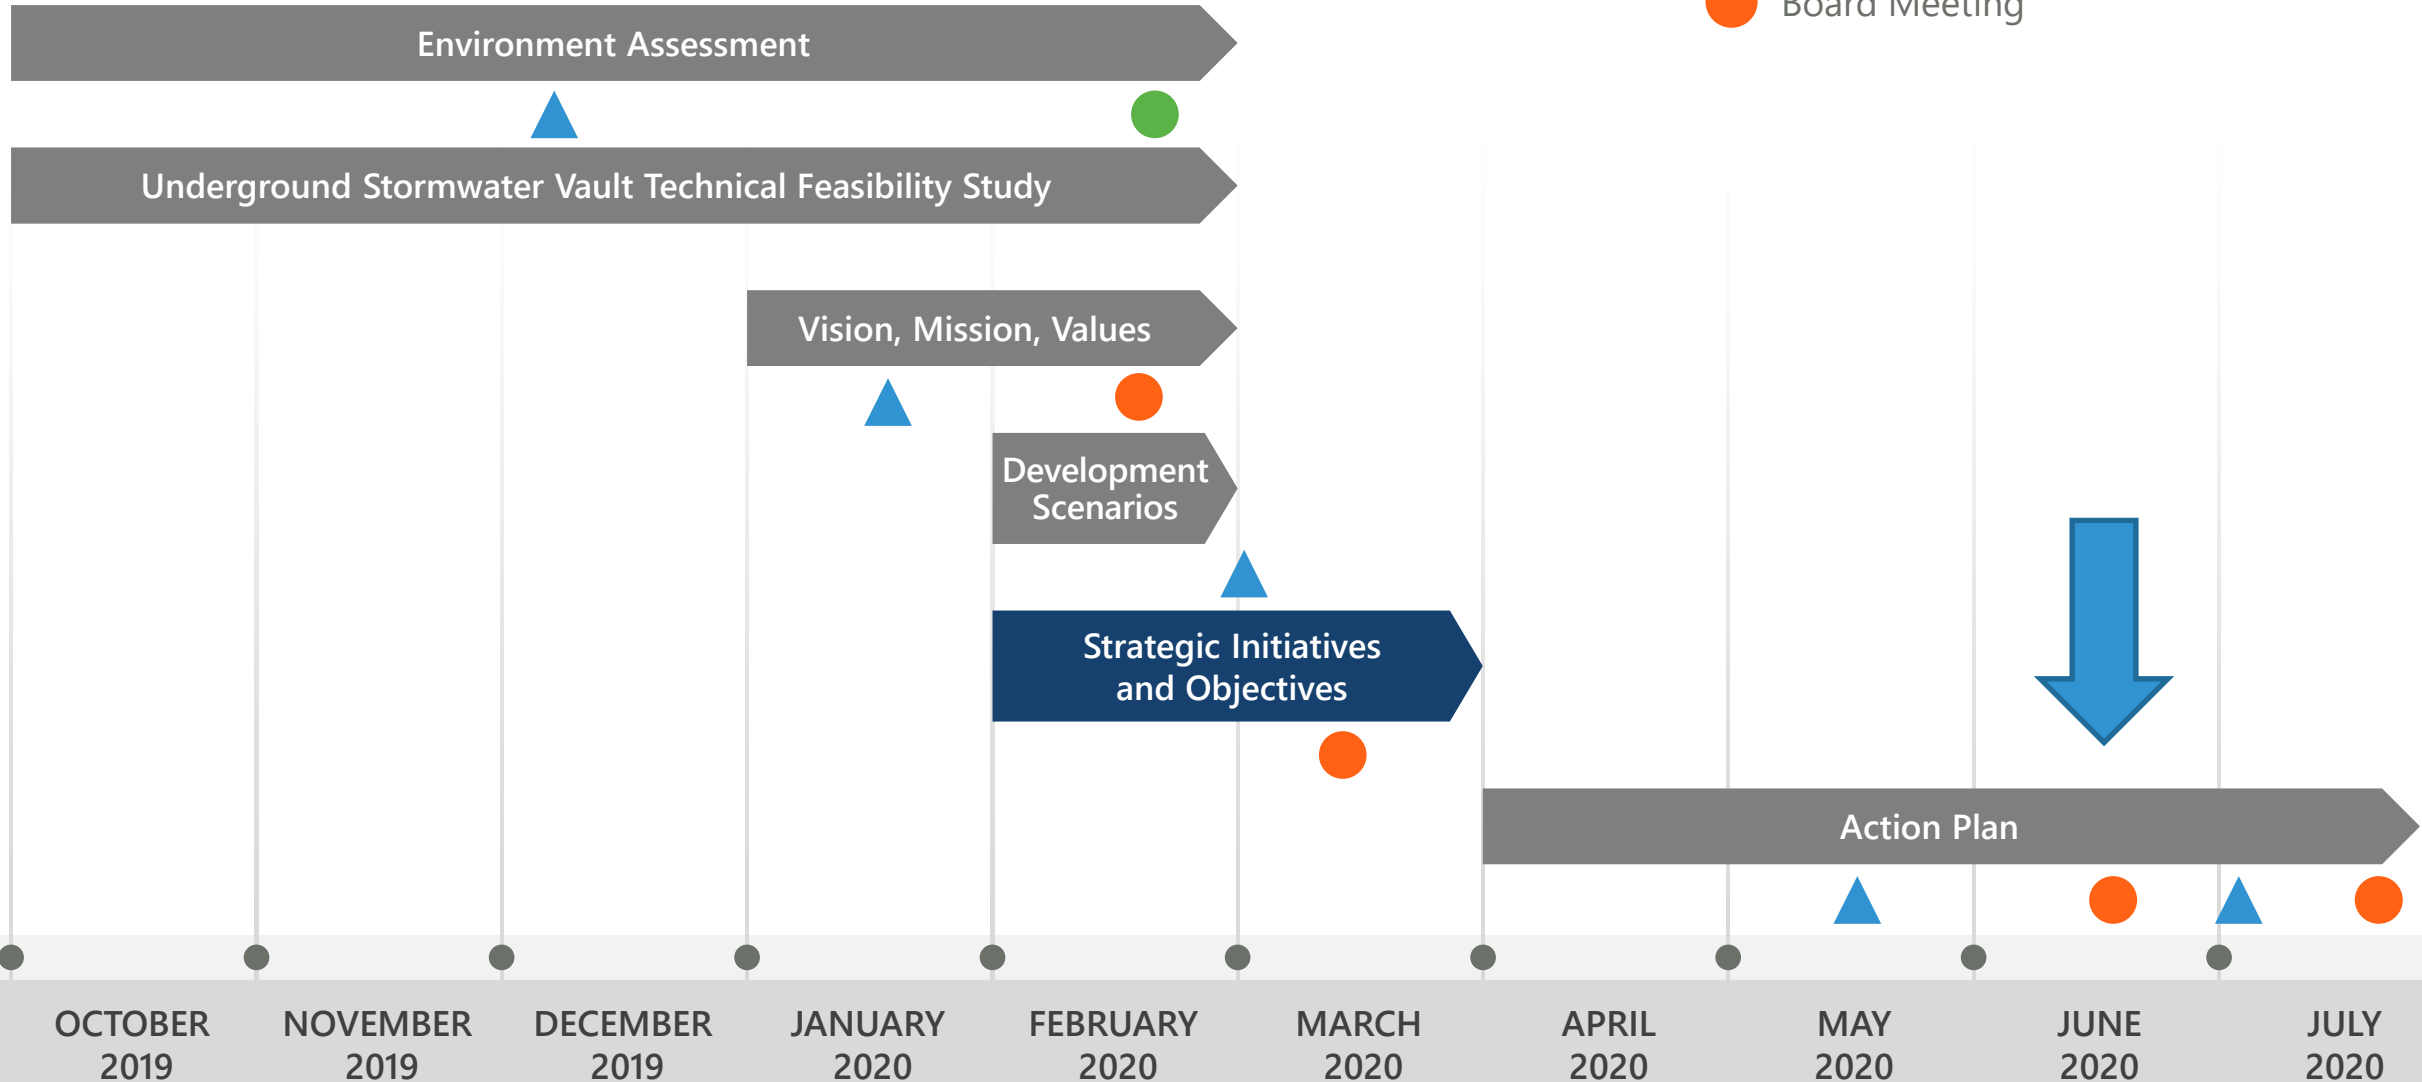 Board Meeting
Environment Assessment
Underground Stormwater Vault Technical Feasibility Study
Vision, Mission, Values
Development
Scenarios
Strategic Initiatives
and Objectives
Action Plan
OCTOBER
2019
NOVEMBER
2019
DECEMBER
2019
JANUARY
2020
FEBRUARY
2020
MARCH
2020
APRIL
2020
MAY
2020
JUNE
2020
JULY
2020